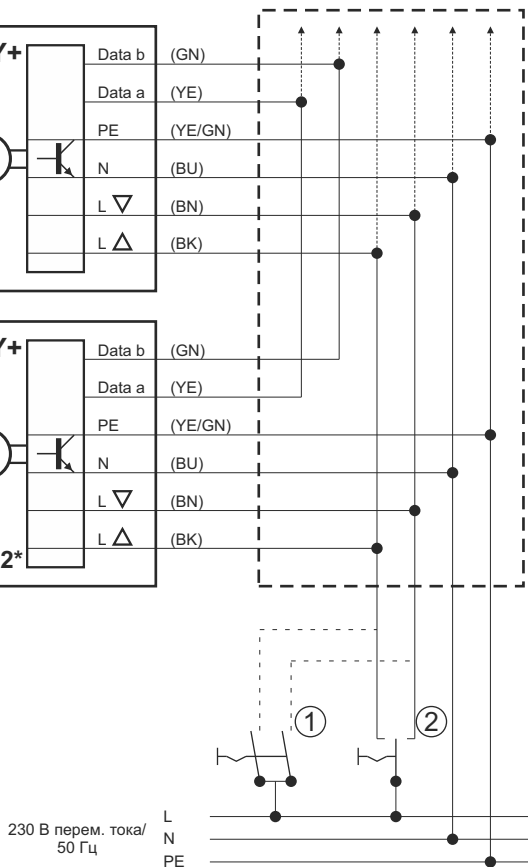 Y+
Data b (GN)
Data a (YE)
PE (YE/GN)
N (BU)
L ▽ (BN)
L △ (BK)
Y+
Data b (GN)
Data a (YE)
PE (YE/GN)
N (BU)
L ▽ (BN)
L △ (BK)
2*
① ②
230 В перем. тока/
50 Гц
L
N
PE